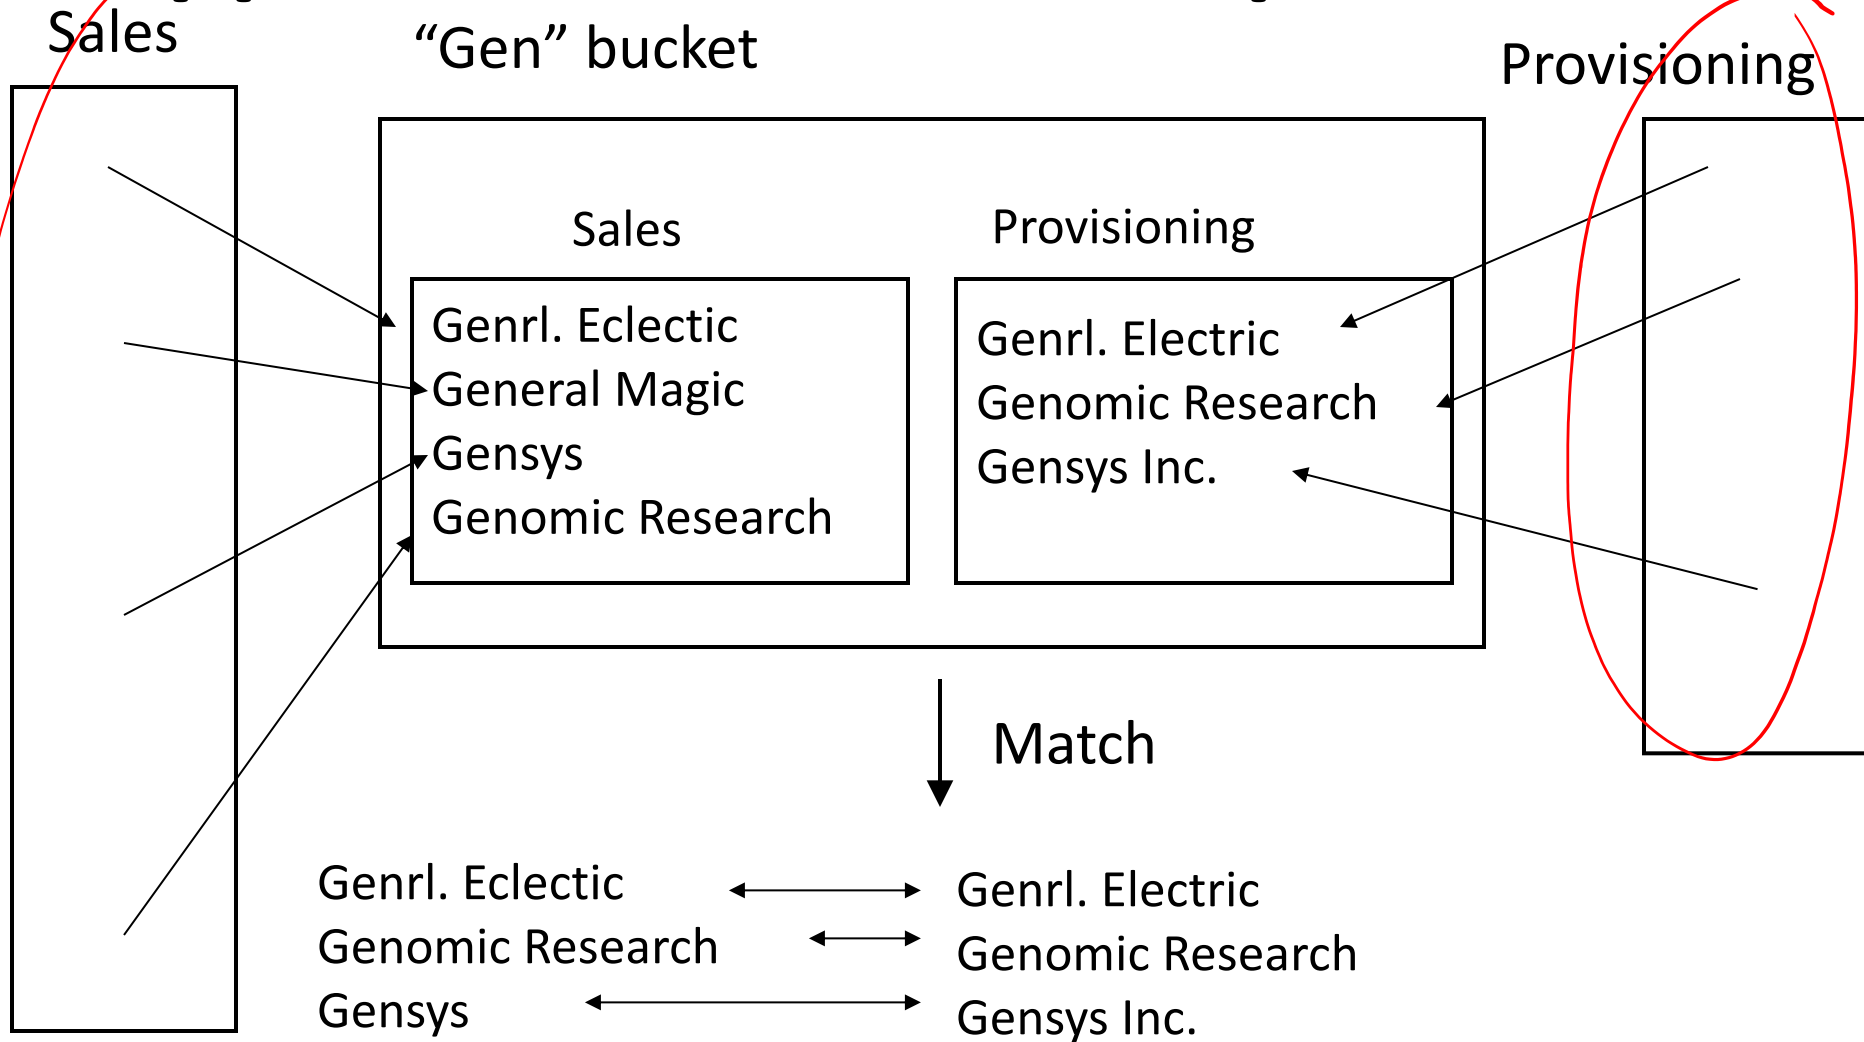 Sales
“Gen” bucket
Provisioning
Sales
Provisioning
Genrl. Eclectic
General Magic
Gensys
Genomic Research
Genrl. Electric
Genomic Research
Gensys Inc.
Match
Genrl. Eclectic
Genrl. Electric
Genomic Research
Genomic Research
Gensys
Gensys Inc.